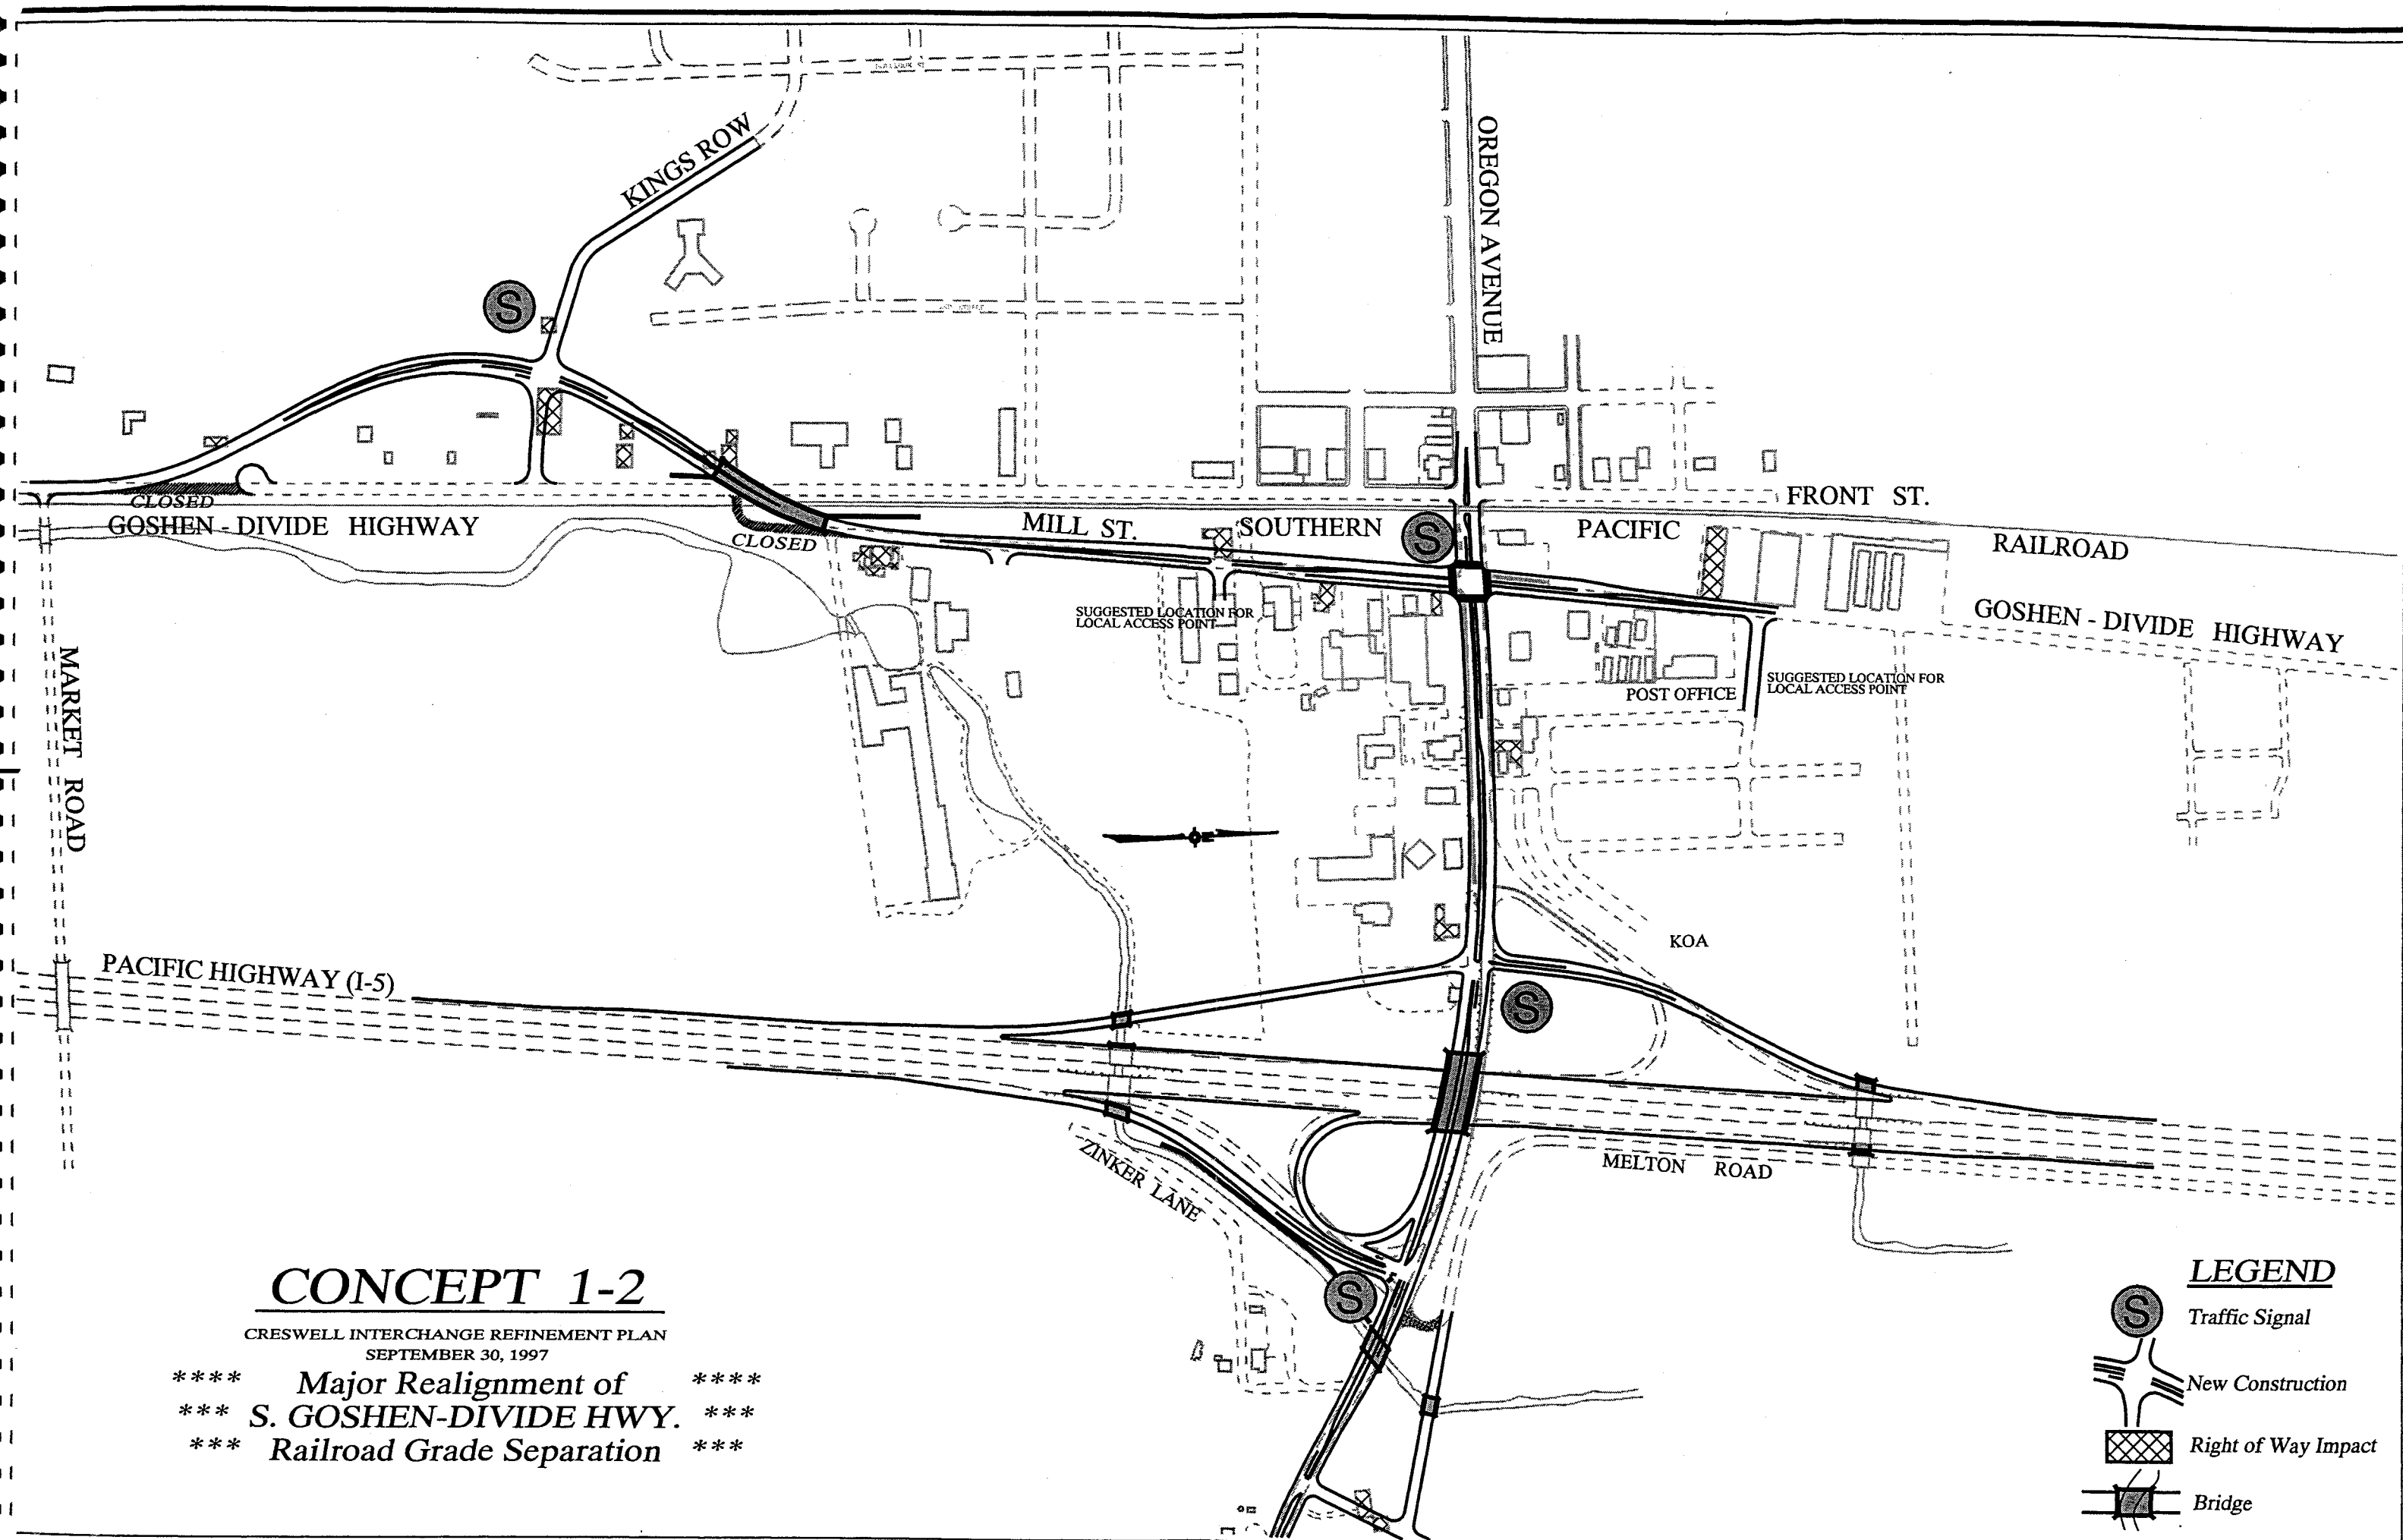 KINGS ROW
OREGON AVENUE
S
CLOSED
GOSHEN - DIVIDE HIGHWAY
CLOSED
MILL ST.
SOUTHERN
S
PACIFIC
FRONT ST.
RAILROAD
GOSHEN - DIVIDE HIGHWAY
SUGGESTED LOCATION FOR
LOCAL ACCESS POINT
POST OFFICE
SUGGESTED LOCATION FOR
LOCAL ACCESS POINT
MARKET ROAD
KOA
PACIFIC HIGHWAY (I-5)
S
MELTON ROAD
ZINKER LANE
S
CONCEPT 1-2
CRESWELL INTERCHANGE REFINEMENT PLAN
SEPTEMBER 30, 1997
**** Major Realignment of ****
*** S. GOSHEN-DIVIDE HWY. ***
*** Railroad Grade Separation ***
LEGEND
S Traffic Signal
New Construction
Right of Way Impact
Bridge